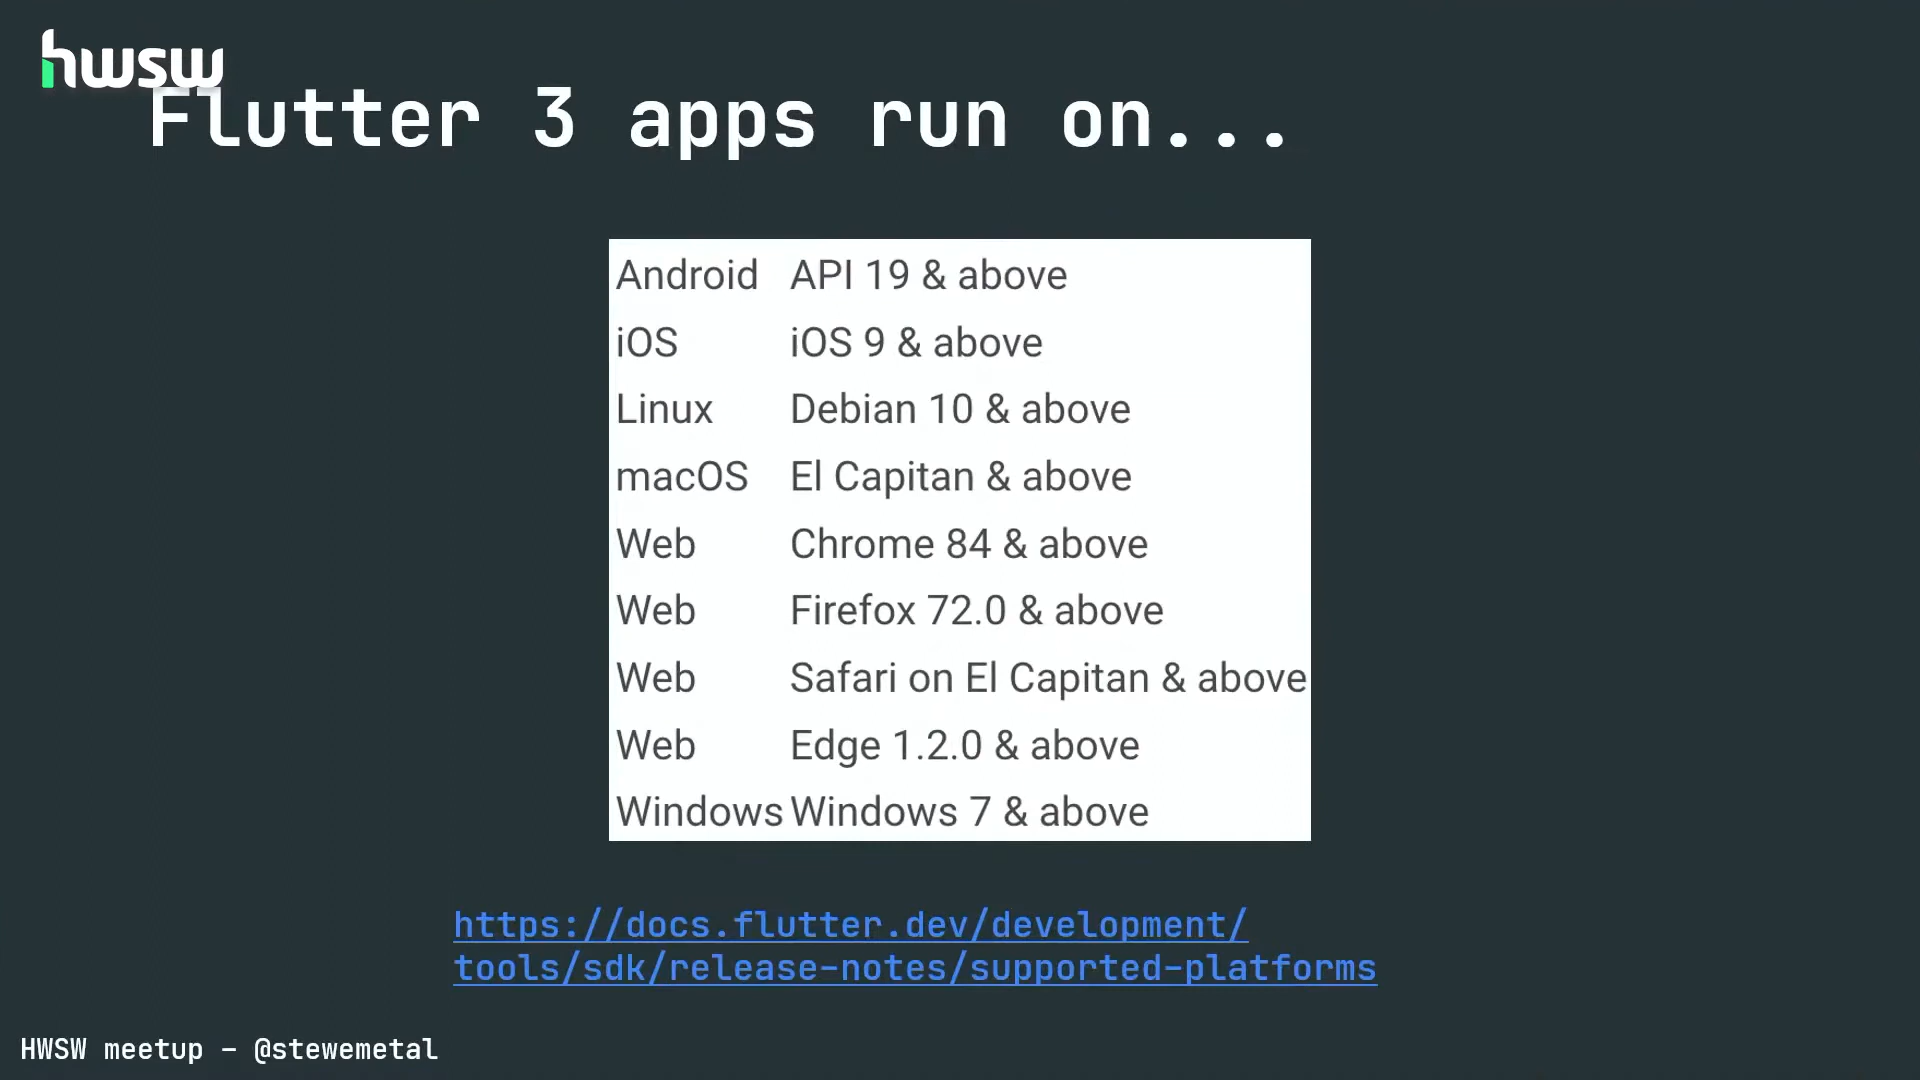 hwsw
Flutter 3 apps run on...
Android API 19 & above
iOS iOS 9 & above
Linux Debian 10 & above
macOS El Capitan & above
Web Chrome 84 & above
Web Firefox 72.0 & above
Web Safari on El Capitan & above
Web Edge 1.2.0 & above
Windows Windows 7 & above
https://docs.flutter.dev/development/
tools/sdk/release-notes/supported-platforms
HWSW meetup - @stewemetal